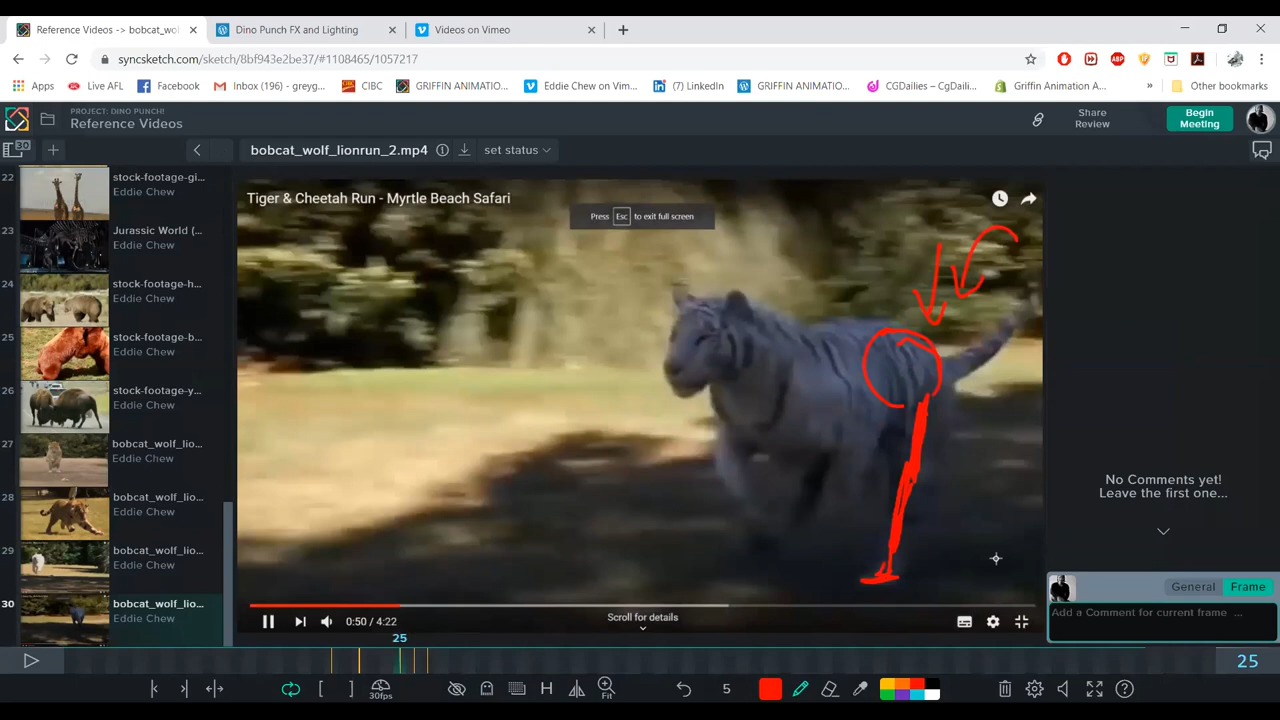 Reference Videos -> bobcat_wo
Dino Punch FX and Lighting
Videos on Vimeo
syncsketch.com/sketch/8bf943e2be37/#1108465/1057217
Apps
Live AFL
Facebook
Inbox (196) - greyg...
CIBC
GRIFFIN ANIMATIO...
Eddie Chew on Vim...
(7) LinkedIn
GRIFFIN ANIMATIO...
CGDailies – CgDaili...
Griffin Animation A...
»
Other bookmarks
PROJECT: DINO PUNCH!
Reference Videos
Share
Review
Begin
Meeting
30
bobcat_wolf_lionrun_2.mp4
set status
22
stock-footage-gi...
Eddie Chew
23
Jurassic World (...
Eddie Chew
24
stock-footage-h...
Eddie Chew
25
stock-footage-b...
Eddie Chew
26
stock-footage-y...
Eddie Chew
27
bobcat_wolf_lio...
Eddie Chew
28
bobcat_wolf_lio...
Eddie Chew
29
bobcat_wolf_lio...
Eddie Chew
30
bobcat_wolf_lio...
Eddie Chew
Tiger & Cheetah Run - Myrtle Beach Safari
Press Esc to exit full screen
0:50 / 4:22
Scroll for details
No Comments yet!
Leave the first one...
General
Frame
Add a Comment for current frame ...
25
25
30fps
H
Fit
5